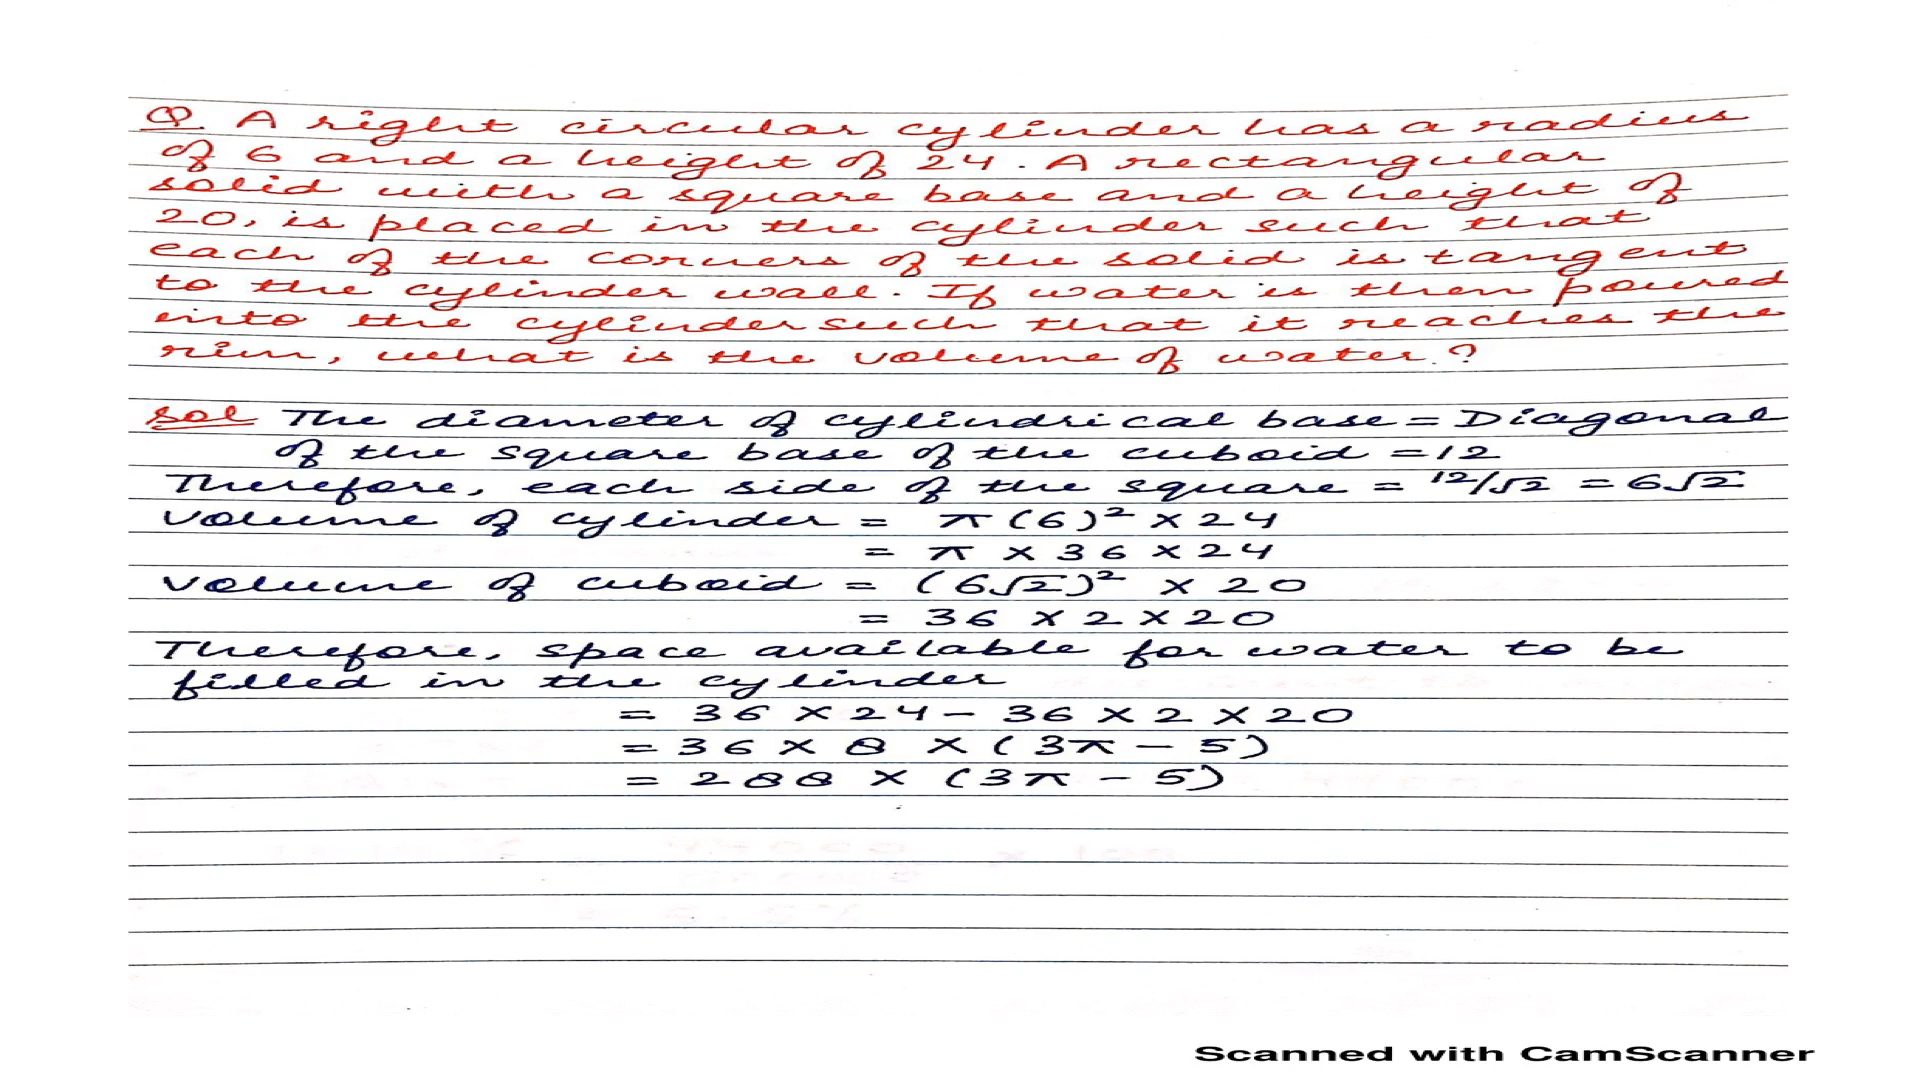 Q. A right circular cylinder has a radius
of 6 and a height of 24. A rectangular
solid with a square base and a height of
20, is placed in the cylinder such that
each of the corners of the solid is tangent
to the cylinder wall. If water is then poured
into the cylinder such that it reaches the
rim, what is the volume of water?
Sol The diameter of cylindrical base = Diagonal
of the square base of the cuboid = 12
Therefore, each side of the square = 12/√2 = 6√2
Volume of cylinder = π(6)² × 24
= π × 36 × 24
Volume of cuboid = (6√2)² × 20
= 36 × 2 × 20
Therefore, space available for water to be
filled in the cylinder
= 36 × 24 - 36 × 2 × 20
= 36 × 8 × (3π - 5)
= 288 × (3π - 5)
Scanned with CamScanner